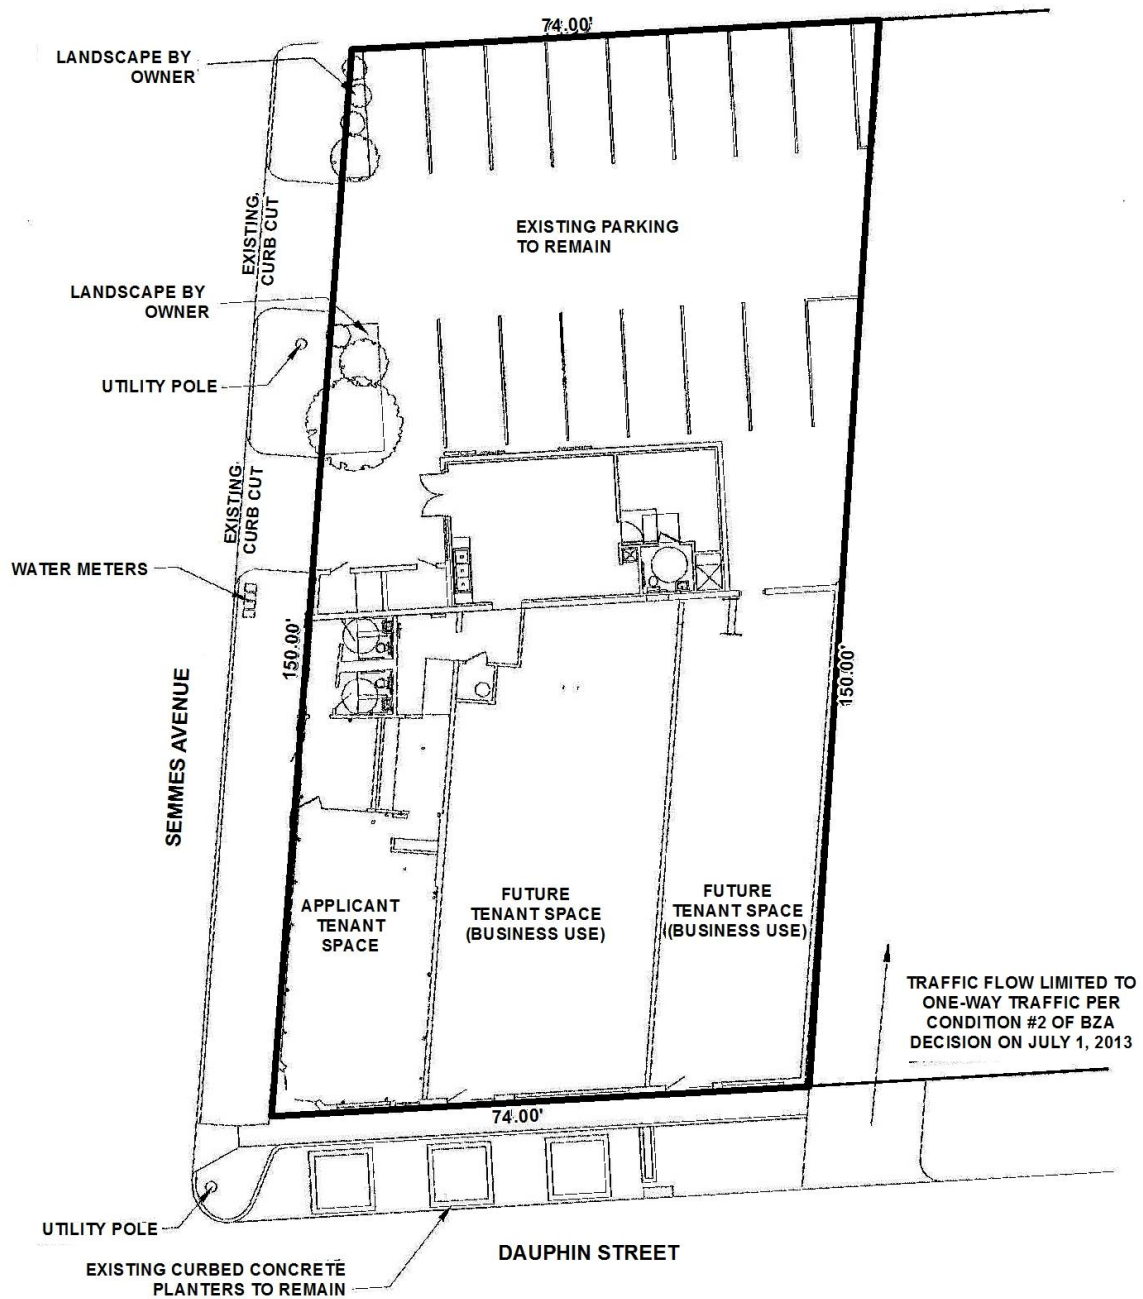 74.00'
LANDSCAPE BY
OWNER
EXISTING
CURB CUT
EXISTING PARKING
TO REMAIN
LANDSCAPE BY
OWNER
UTILITY POLE
EXISTING
CURB CUT
WATER METERS
150.00'
150.00'
SEMMES AVENUE
APPLICANT
TENANT
SPACE
FUTURE
TENANT SPACE
(BUSINESS USE)
FUTURE
TENANT SPACE
(BUSINESS USE)
TRAFFIC FLOW LIMITED TO
ONE-WAY TRAFFIC PER
CONDITION #2 OF BZA
DECISION ON JULY 1, 2013
74.00'
UTILITY POLE
DAUPHIN STREET
EXISTING CURBED CONCRETE
PLANTERS TO REMAIN